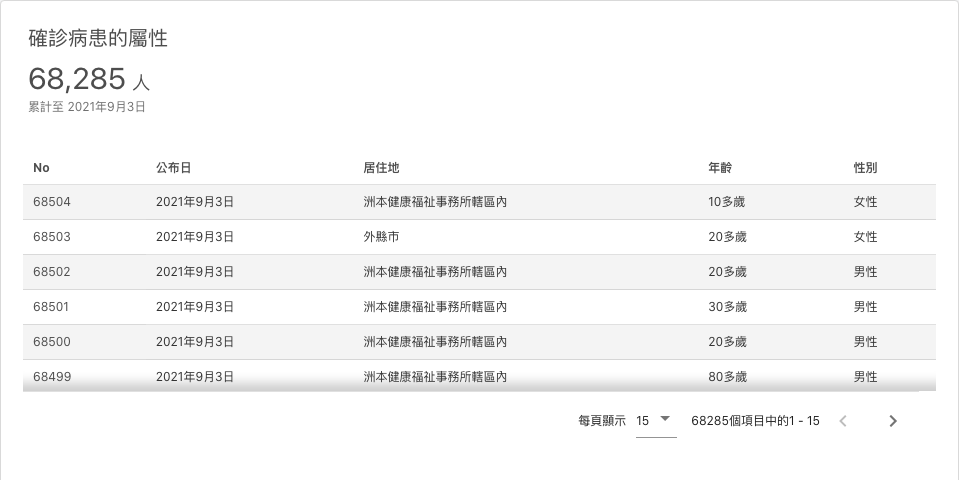 確診病患的屬性
68,285 人
累計至 2021年9月3日
No 公布日 居住地 年齡 性別
68504 2021年9月3日 洲本健康福祉事務所轄區內 10多歲 女性
68503 2021年9月3日 外縣市 20多歲 女性
68502 2021年9月3日 洲本健康福祉事務所轄區內 20多歲 男性
68501 2021年9月3日 洲本健康福祉事務所轄區內 30多歲 男性
68500 2021年9月3日 洲本健康福祉事務所轄區內 20多歲 男性
68499 2021年9月3日 洲本健康福祉事務所轄區內 80多歲 男性
每頁顯示 15 68285個項目中的1 - 15